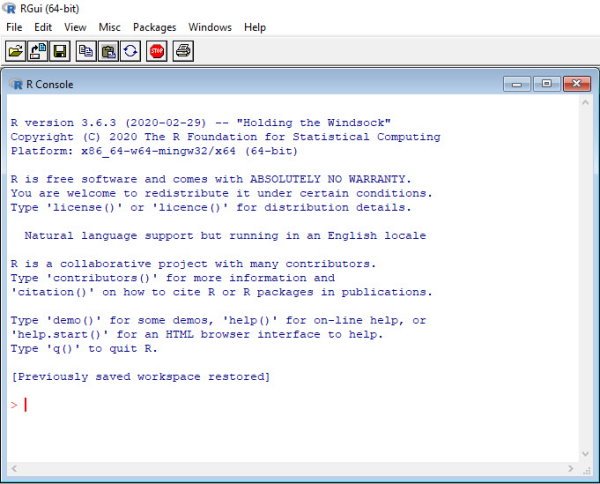 RGui (64-bit)
File Edit View Misc Packages Windows Help
STOP
R Console
R version 3.6.3 (2020-02-29) -- "Holding the Windsock"
Copyright (C) 2020 The R Foundation for Statistical Computing
Platform: x86_64-w64-mingw32/x64 (64-bit)
R is free software and comes with ABSOLUTELY NO WARRANTY.
You are welcome to redistribute it under certain conditions.
Type 'license()' or 'licence()' for distribution details.
Natural language support but running in an English locale
R is a collaborative project with many contributors.
Type 'contributors()' for more information and
'citation()' on how to cite R or R packages in publications.
Type 'demo()' for some demos, 'help()' for on-line help, or
'help.start()' for an HTML browser interface to help.
Type 'q()' to quit R.
[Previously saved workspace restored]
>